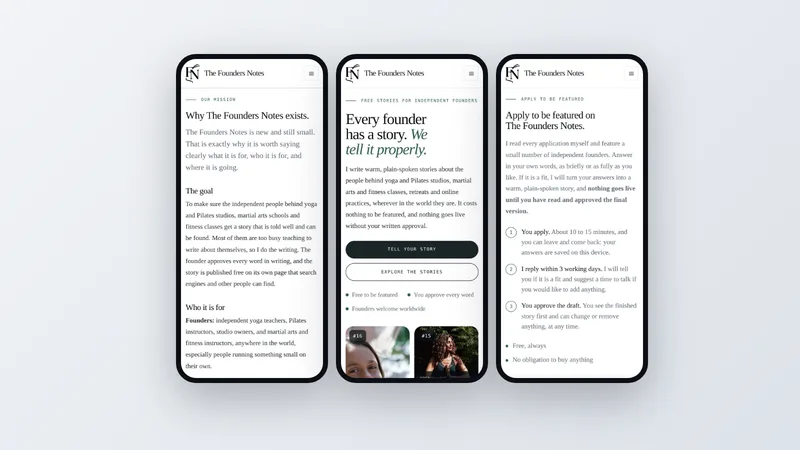 FN The Founders Notes
OUR MISSION
Why The Founders Notes exists.
The Founders Notes is new and still small.
That is exactly why it is worth saying
clearly what it is for, who it is for, and
where it is going.
The goal
To make sure the independent people behind yoga
and Pilates studios, martial arts schools and
fitness classes get a story that is told well and can
be found. Most of them are too busy teaching to
write about themselves, so I do the writing. The
founder approves every word in writing, and the
story is published free on its own page that search
engines and other people can find.
Who it is for
Founders: independent yoga teachers, Pilates
instructors, studio owners, and martial arts and
fitness instructors, anywhere in the world,
especially people running something small on
their own.
FN The Founders Notes
FREE STORIES FOR INDEPENDENT FOUNDERS
Every founder
has a story. We
tell it properly.
I write warm, plain-spoken stories about the
people behind yoga and Pilates studios, martial
arts and fitness classes, retreats and online
practices, wherever in the world they are. It costs
nothing to be featured, and nothing goes live
without your written approval.
TELL YOUR STORY
EXPLORE THE STORIES
Free to be featured
You approve every word
Founders welcome worldwide
#16
#15
FN The Founders Notes
APPLY TO BE FEATURED
Apply to be featured on
The Founders Notes.
I read every application myself and feature a
small number of independent founders. Answer
in your own words, as briefly or as fully as you
like. If it is a fit, I will turn your answers into a
warm, plain-spoken story, and nothing goes live
until you have read and approved the final
version.
1 You apply. About 10 to 15 minutes, and
you can leave and come back: your
answers are saved on this device.
2 I reply within 3 working days. I will tell
you if it is a fit and suggest a time to talk if
you would like to add anything.
3 You approve the draft. You see the finished
story first and can change or remove
anything, at any time.
Free, always
No obligation to buy anything